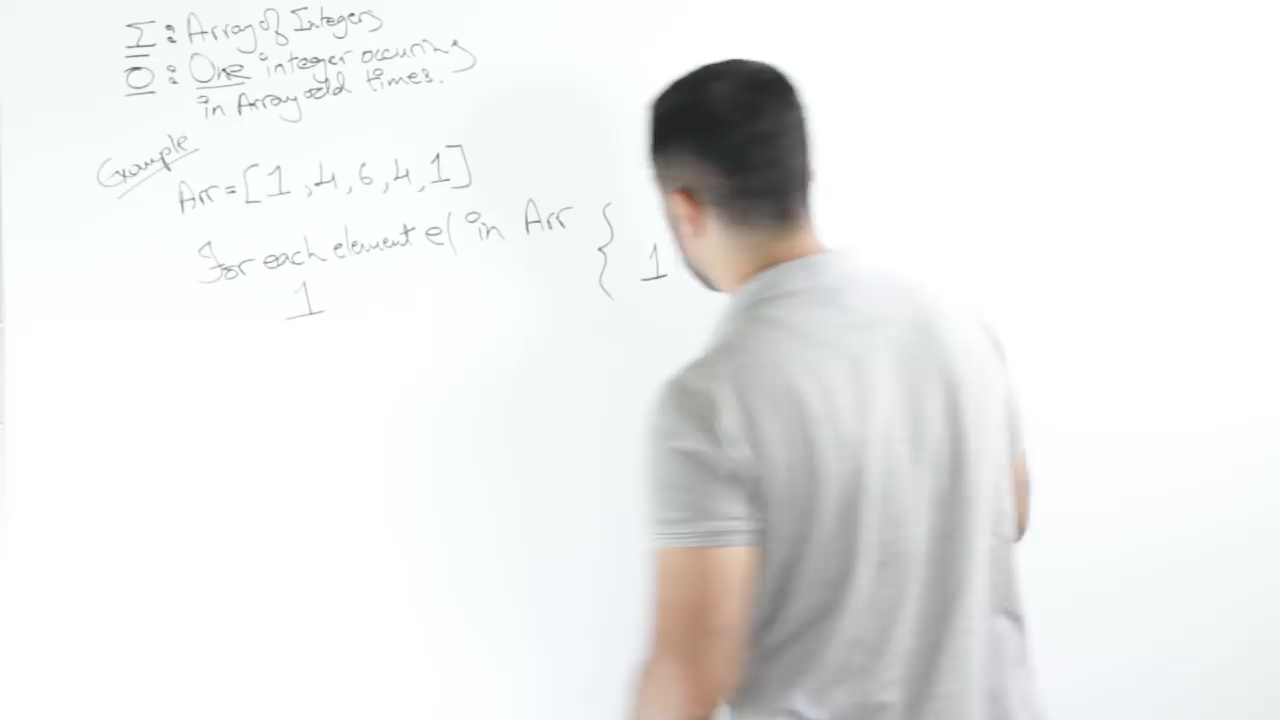 I : Array of Integers
O : One integer occuring
in Array odd times.
Example
Arr = [1, 4, 6, 4, 1]
For each element el in Arr { 1
1